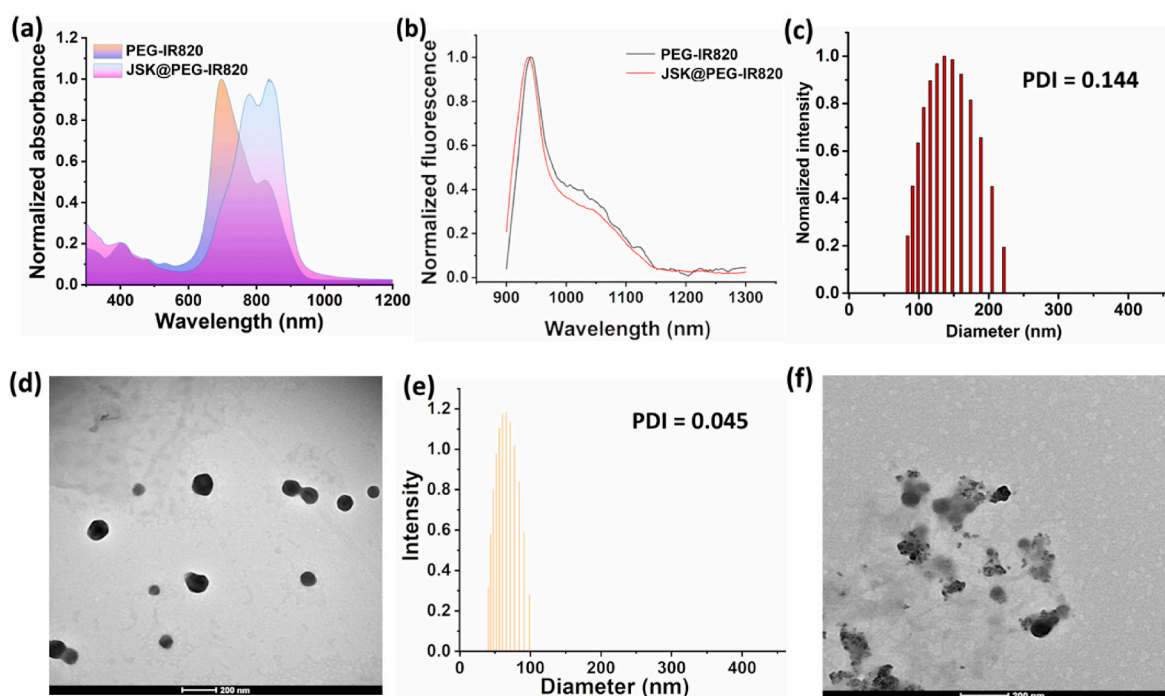 (a)
Normalized absorbance
1.2
1.0
0.8
0.6
0.4
0.2
0.0
PEG-IR820
JSK@PEG-IR820
400
600
800
1000
1200
Wavelength (nm)
(b)
Normalized fluorescence
1.0
0.8
0.6
0.4
0.2
0.0
PEG-IR820
JSK@PEG-IR820
900
1000
1100
1200
1300
Wavelength (nm)
(c)
Nomalized intensity
1.2
1.0
0.8
0.6
0.4
0.2
0.0
PDI = 0.144
0
100
200
300
400
Diameter (nm)
(d)
200 nm
(e)
Intensity
1.2
1.0
0.8
0.6
0.4
0.2
0.0
PDI = 0.045
0
100
200
300
400
Diameter (nm)
(f)
200 nm